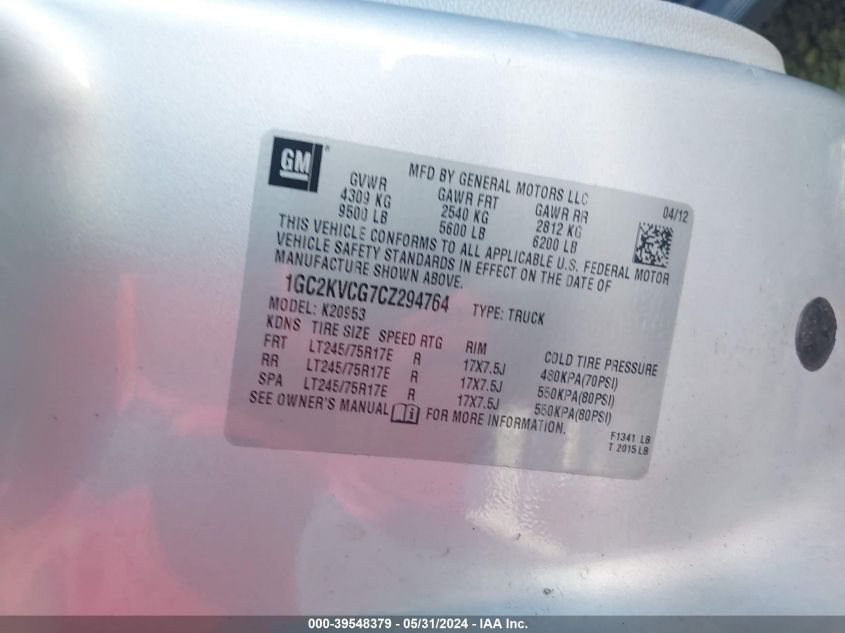 GM
MFD BY GENERAL MOTORS LLC
04/12
GVWR GAWR FRT GAWR RR
4309 KG 2540 KG 2812 KG
9500 LB 5600 LB 6200 LB
THIS VEHICLE CONFORMS TO ALL APPLICABLE U.S. FEDERAL MOTOR
VEHICLE SAFETY STANDARDS IN EFFECT ON THE DATE OF
MANUFACTURE SHOWN ABOVE.
1GC2KVCG7CZ294764 TYPE: TRUCK
MODEL: K20953
KDNS TIRE SIZE SPEED RTG RIM COLD TIRE PRESSURE
FRT LT245/75R17E R 17X7.5J 480KPA(70PSI)
RR LT245/75R17E R 17X7.5J 550KPA(80PSI)
SPA LT245/75R17E R 17X7.5J 550KPA(80PSI)
SEE OWNER'S MANUAL FOR MORE INFORMATION.
F1341 LB
T 2015LB
000-39548379 - 05/31/2024 - IAA Inc.